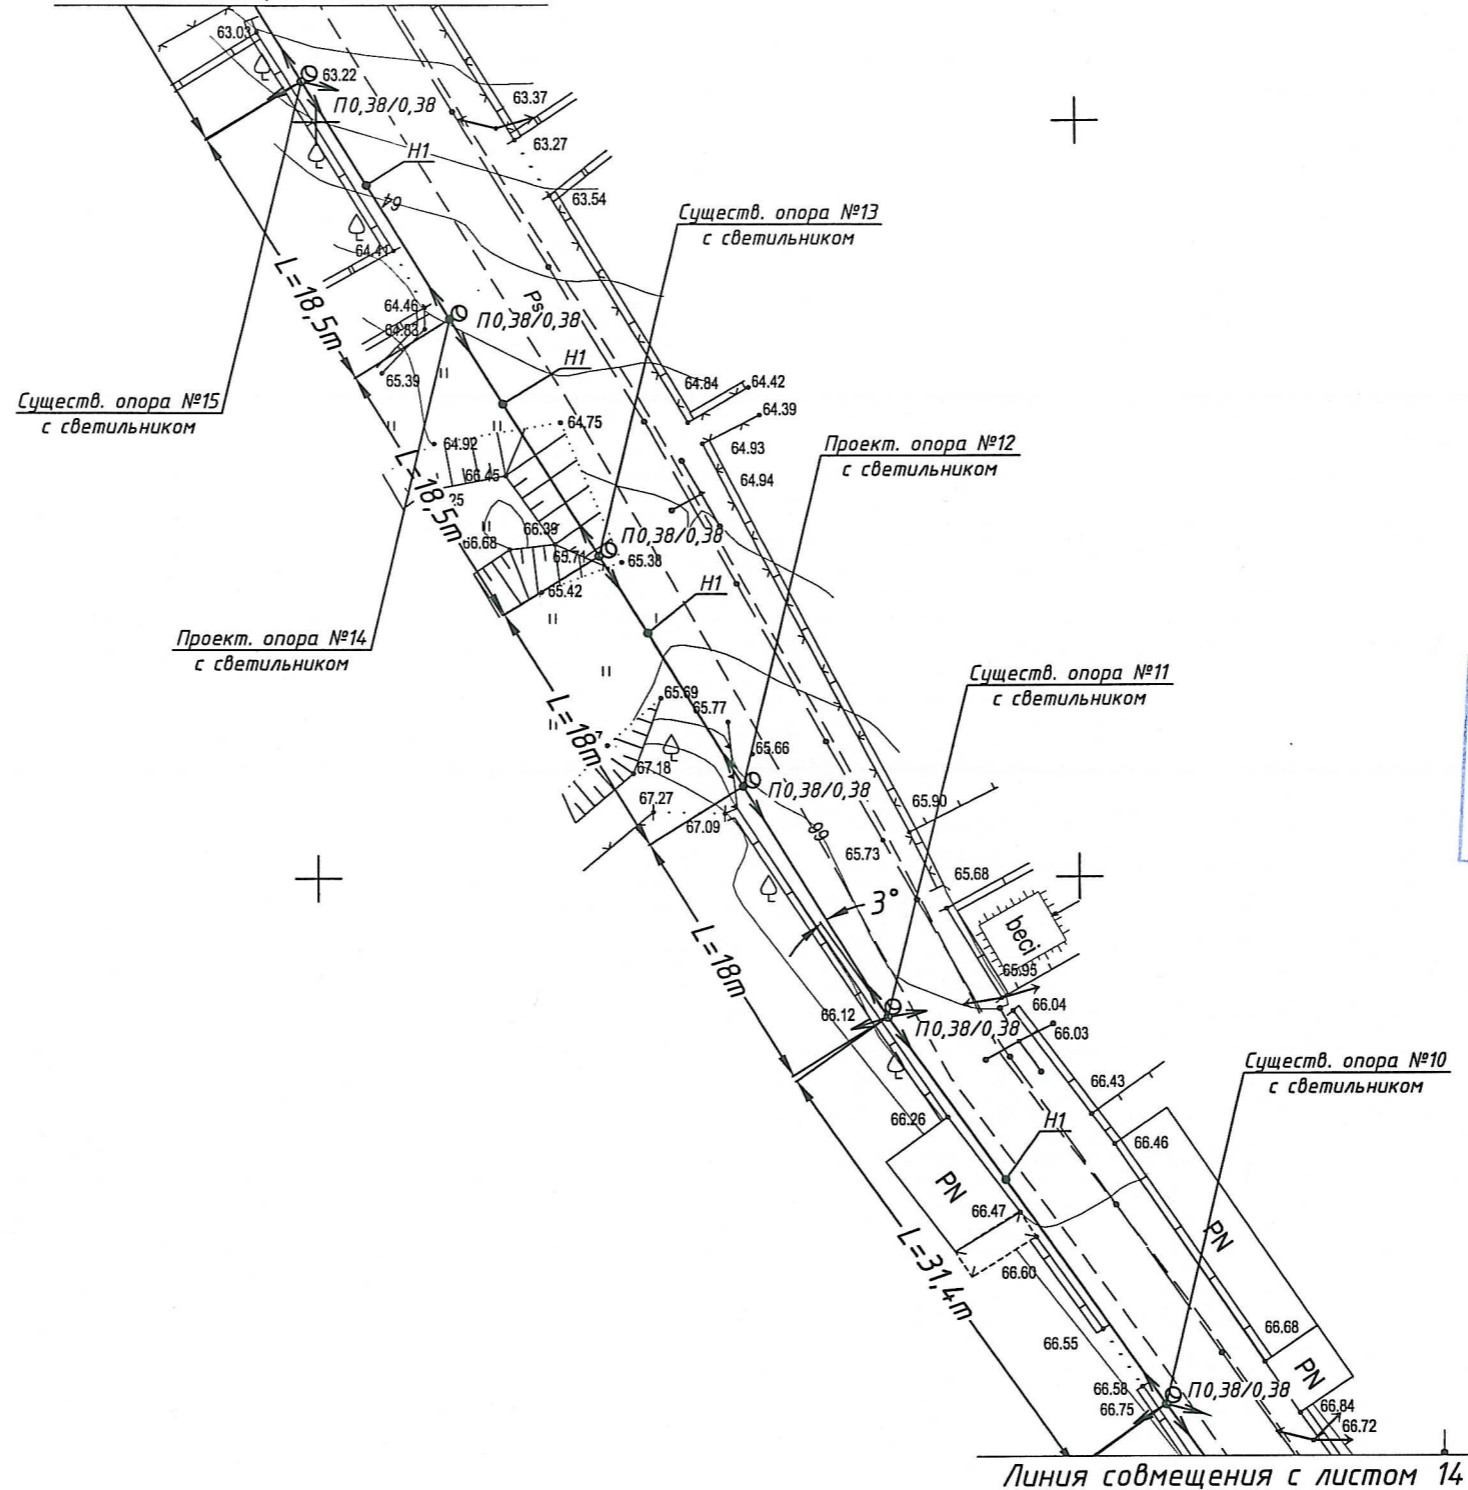 63.03
63.22
П0,38/0,38
63.37
63.27
Н1
63.54
64
Существ. опора №13
с светильником
64.41
L=18,5m
Ps
64.46
64.83
П0,38/0,38
65.39
Н1
64.84
64.42
64.39
Существ. опора №15
с светильником
64.75
64.92
64.93
64.94
Проект. опора №12
с светильником
66.45
L=18,5m
66.39
66.68
65.71
П0,38/0,38
65.38
65.42
Н1
Проект. опора №14
с светильником
Существ. опора №11
с светильником
65.69
65.77
L=18m
65.66
67.18
П0,38/0,38
67.27
67.09
66
65.90
65.73
65.68
3°
beci
L=18m
65.95
66.04
66.12
П0,38/0,38
66.03
Существ. опора №10
с светильником
66.43
66.26
Н1
66.46
PN
66.47
PN
L=31,4m
66.60
66.55
66.68
PN
66.58
П0,38/0,38
66.75
66.84
66.72
Линия совмещения с листом 14